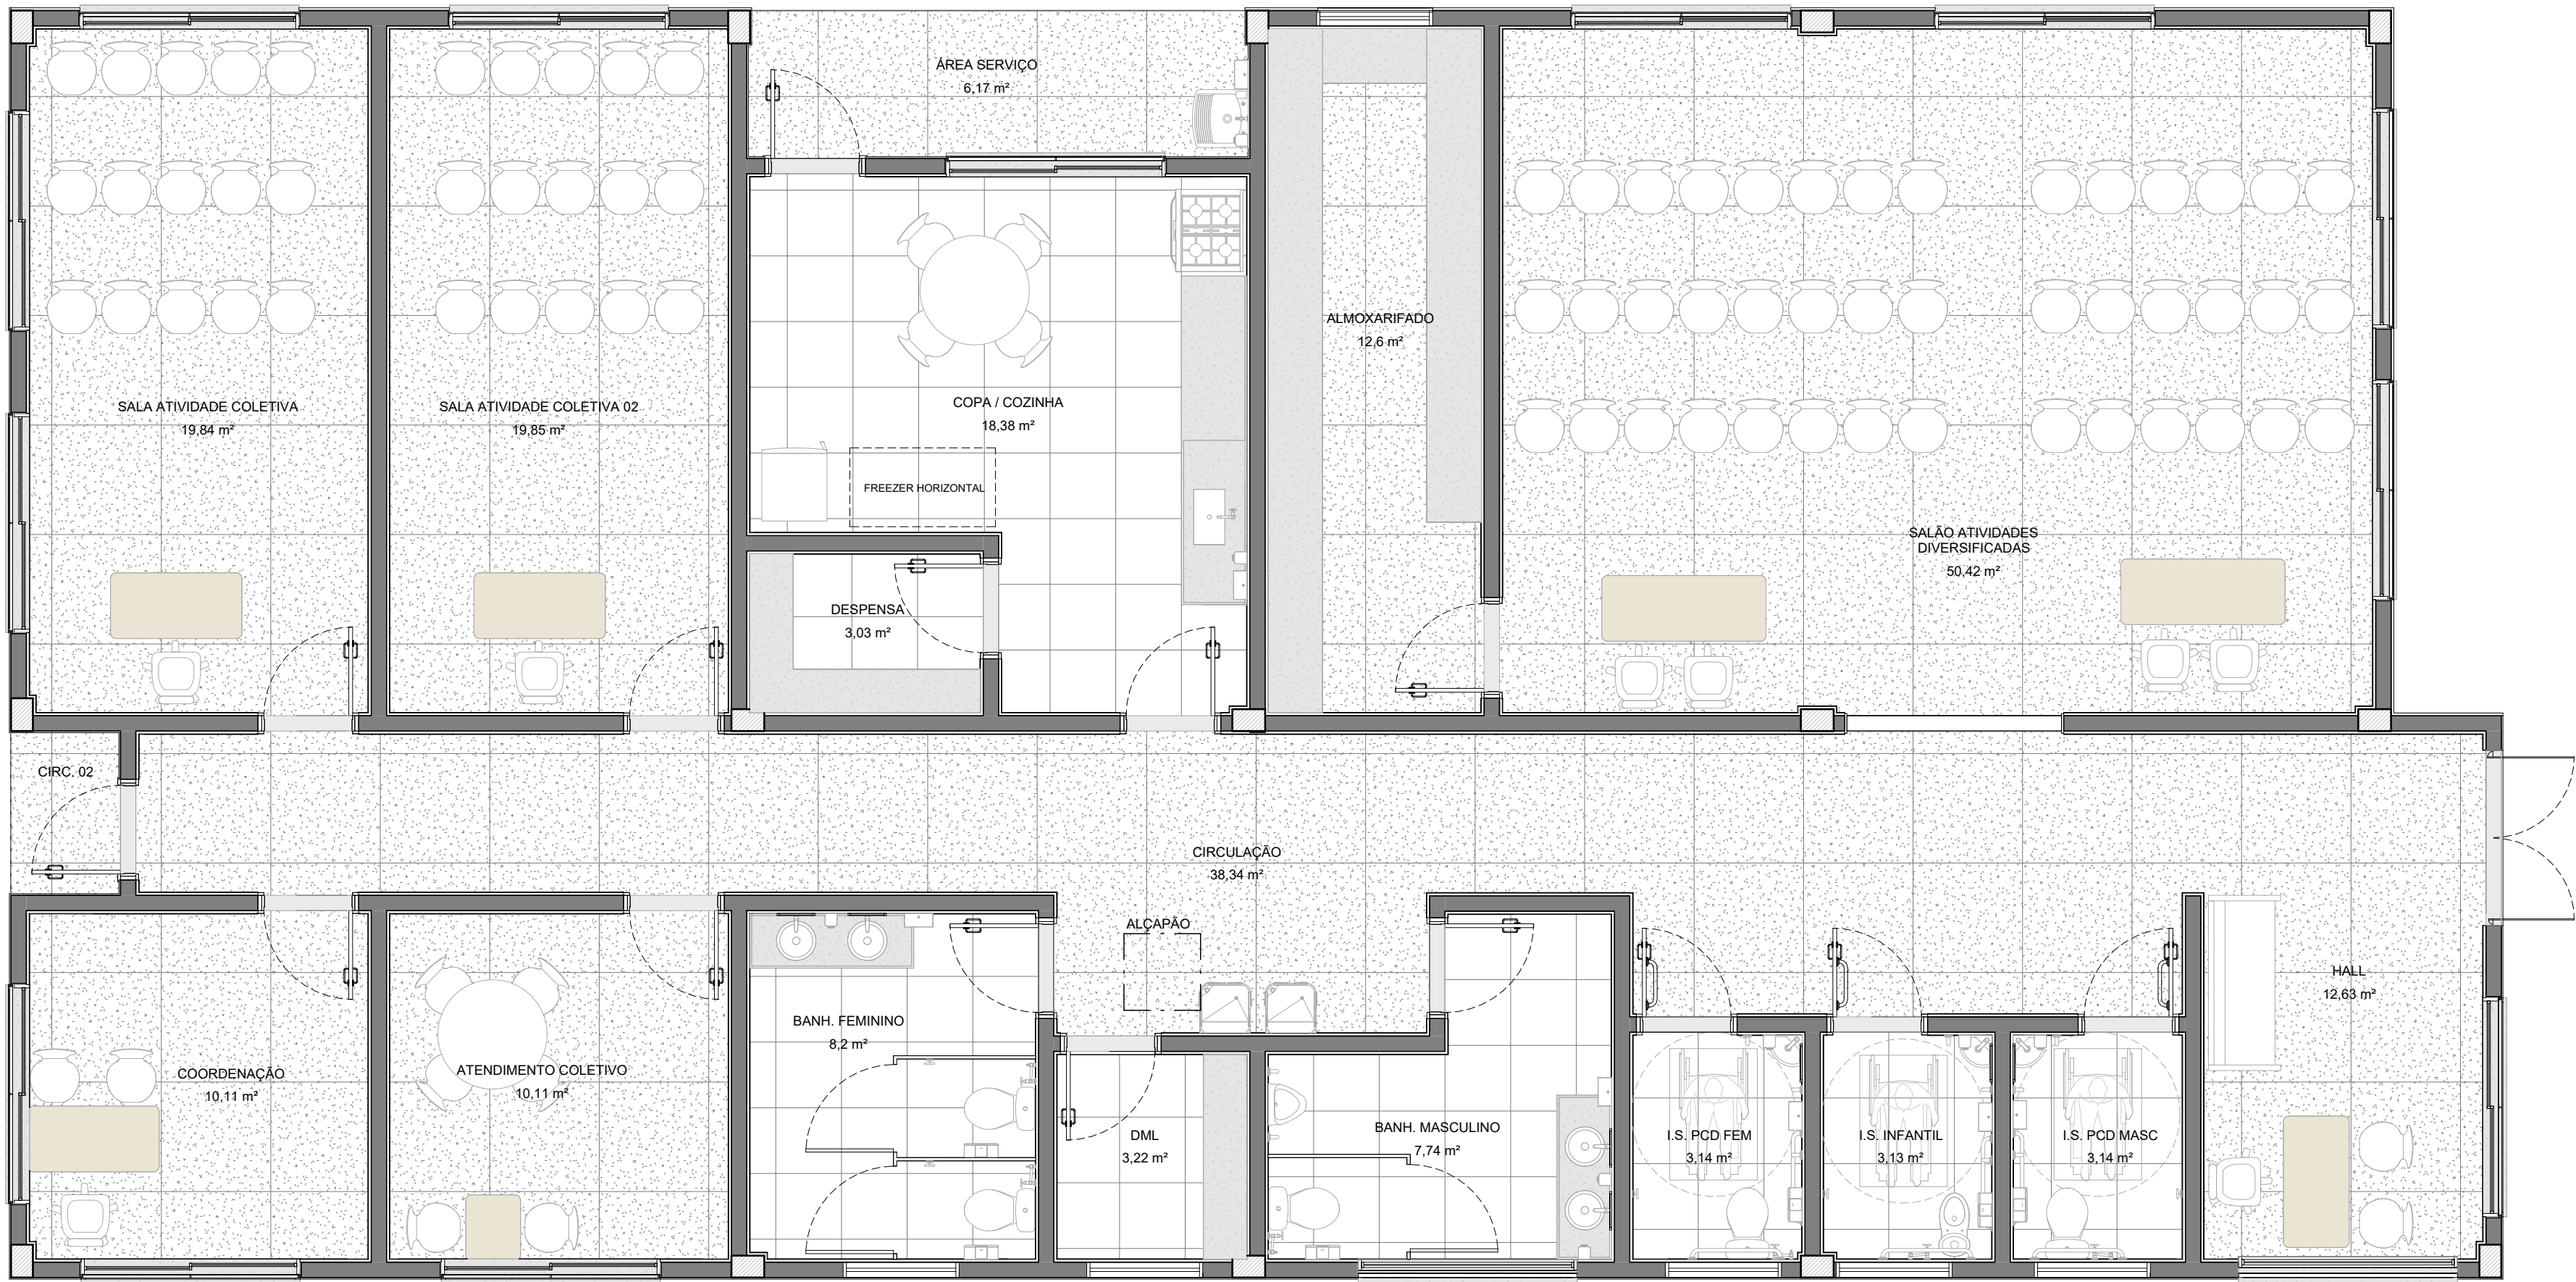 ÁREA SERVIÇO
6,17 m²
ALMOXARIFADO
12,6 m²
SALA ATIVIDADE COLETIVA
19,84 m²
SALA ATIVIDADE COLETIVA 02
19,85 m²
COPA / COZINHA
18,38 m²
FREEZER HORIZONTAL
SALÃO ATIVIDADES
DIVERSIFICADAS
50,42 m²
DESPENSA
3,03 m²
CIRC. 02
CIRCULAÇÃO
38,34 m²
ALÇAPÃO
HALL
12,63 m²
BANH. FEMININO
8,2 m²
COORDENAÇÃO
10,11 m²
ATENDIMENTO COLETIVO
10,11 m²
DML
3,22 m²
BANH. MASCULINO
7,74 m²
I.S. PCD FEM
3,14 m²
I.S. INFANTIL
3,13 m²
I.S. PCD MASC
3,14 m²